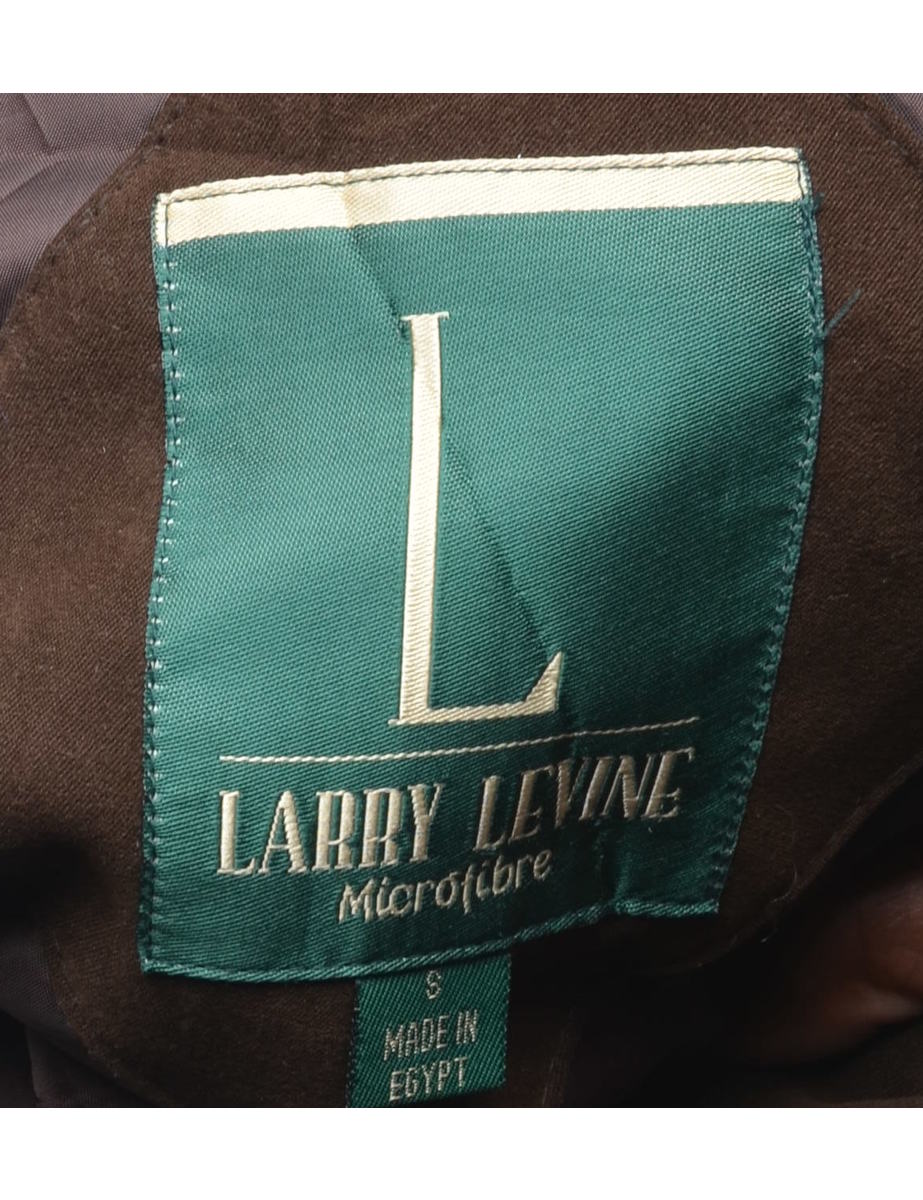 L
LARRY LEVINE
Microfibre
S
MADE IN
EGYPT